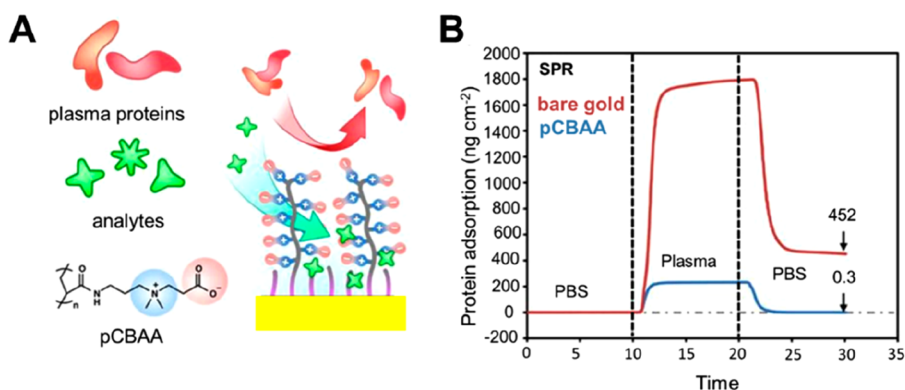 A
plasma proteins
analytes
n
O
N
H
N+
O
O-
pCBAA
B
Protein adsorption (ng cm-2)
2000
1800
1600
1400
1200
1000
800
600
400
200
0
-200
SPR
bare gold
pCBAA
452
0.3
PBS
Plasma
PBS
0 5 10 15 20 25 30 35
Time